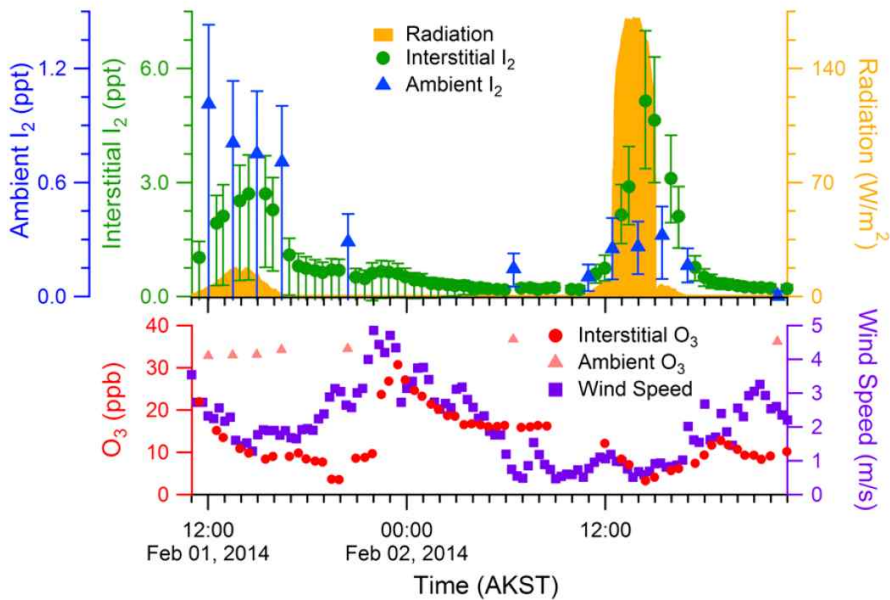 Radiation
Interstitial I2
Ambient I2
Ambient I2 (ppt)
1.2
0.6
0.0
Interstitial I2 (ppt)
6.0
3.0
0.0
140
70
0
Radiation (W/m2)
Interstitial O3
Ambient O3
Wind Speed
O3 (ppb)
40
30
20
10
0
5
4
3
2
1
0
Wind Speed (m/s)
12:00
00:00
12:00
Feb 01, 2014
Feb 02, 2014
Time (AKST)